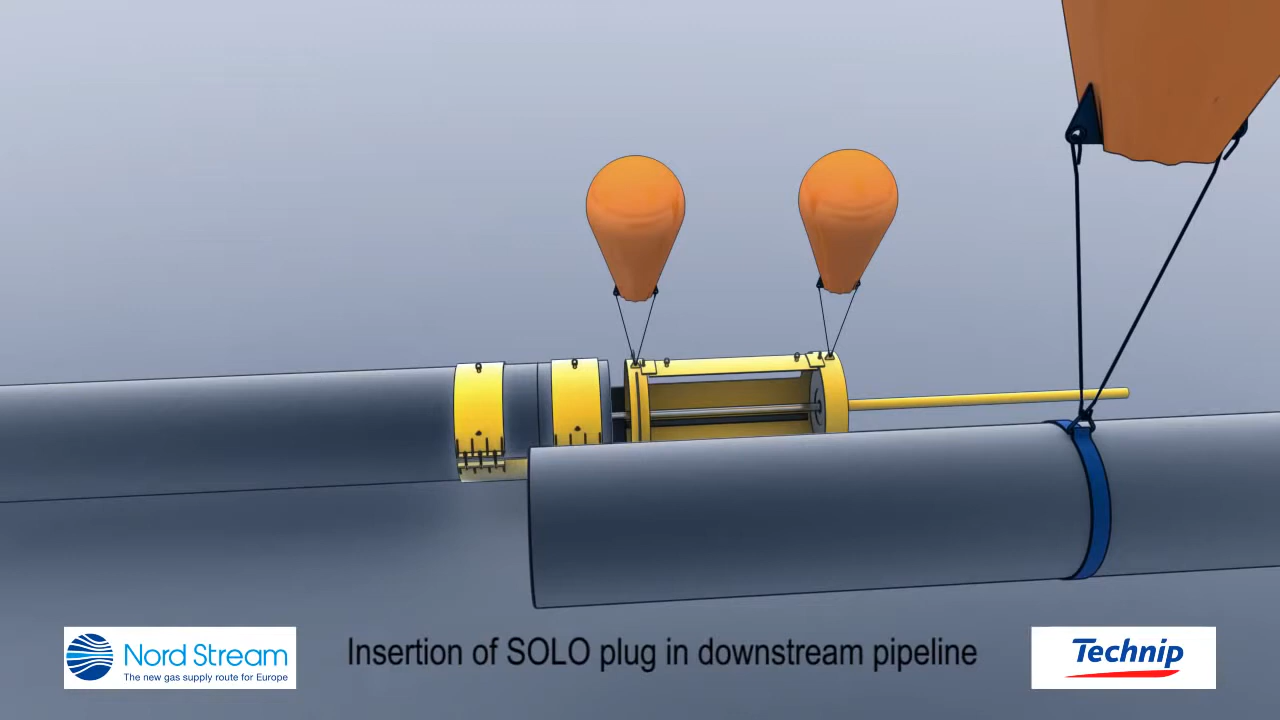 Nord Stream
The new gas supply route for Europe
Insertion of SOLO plug in downstream pipeline
Technip